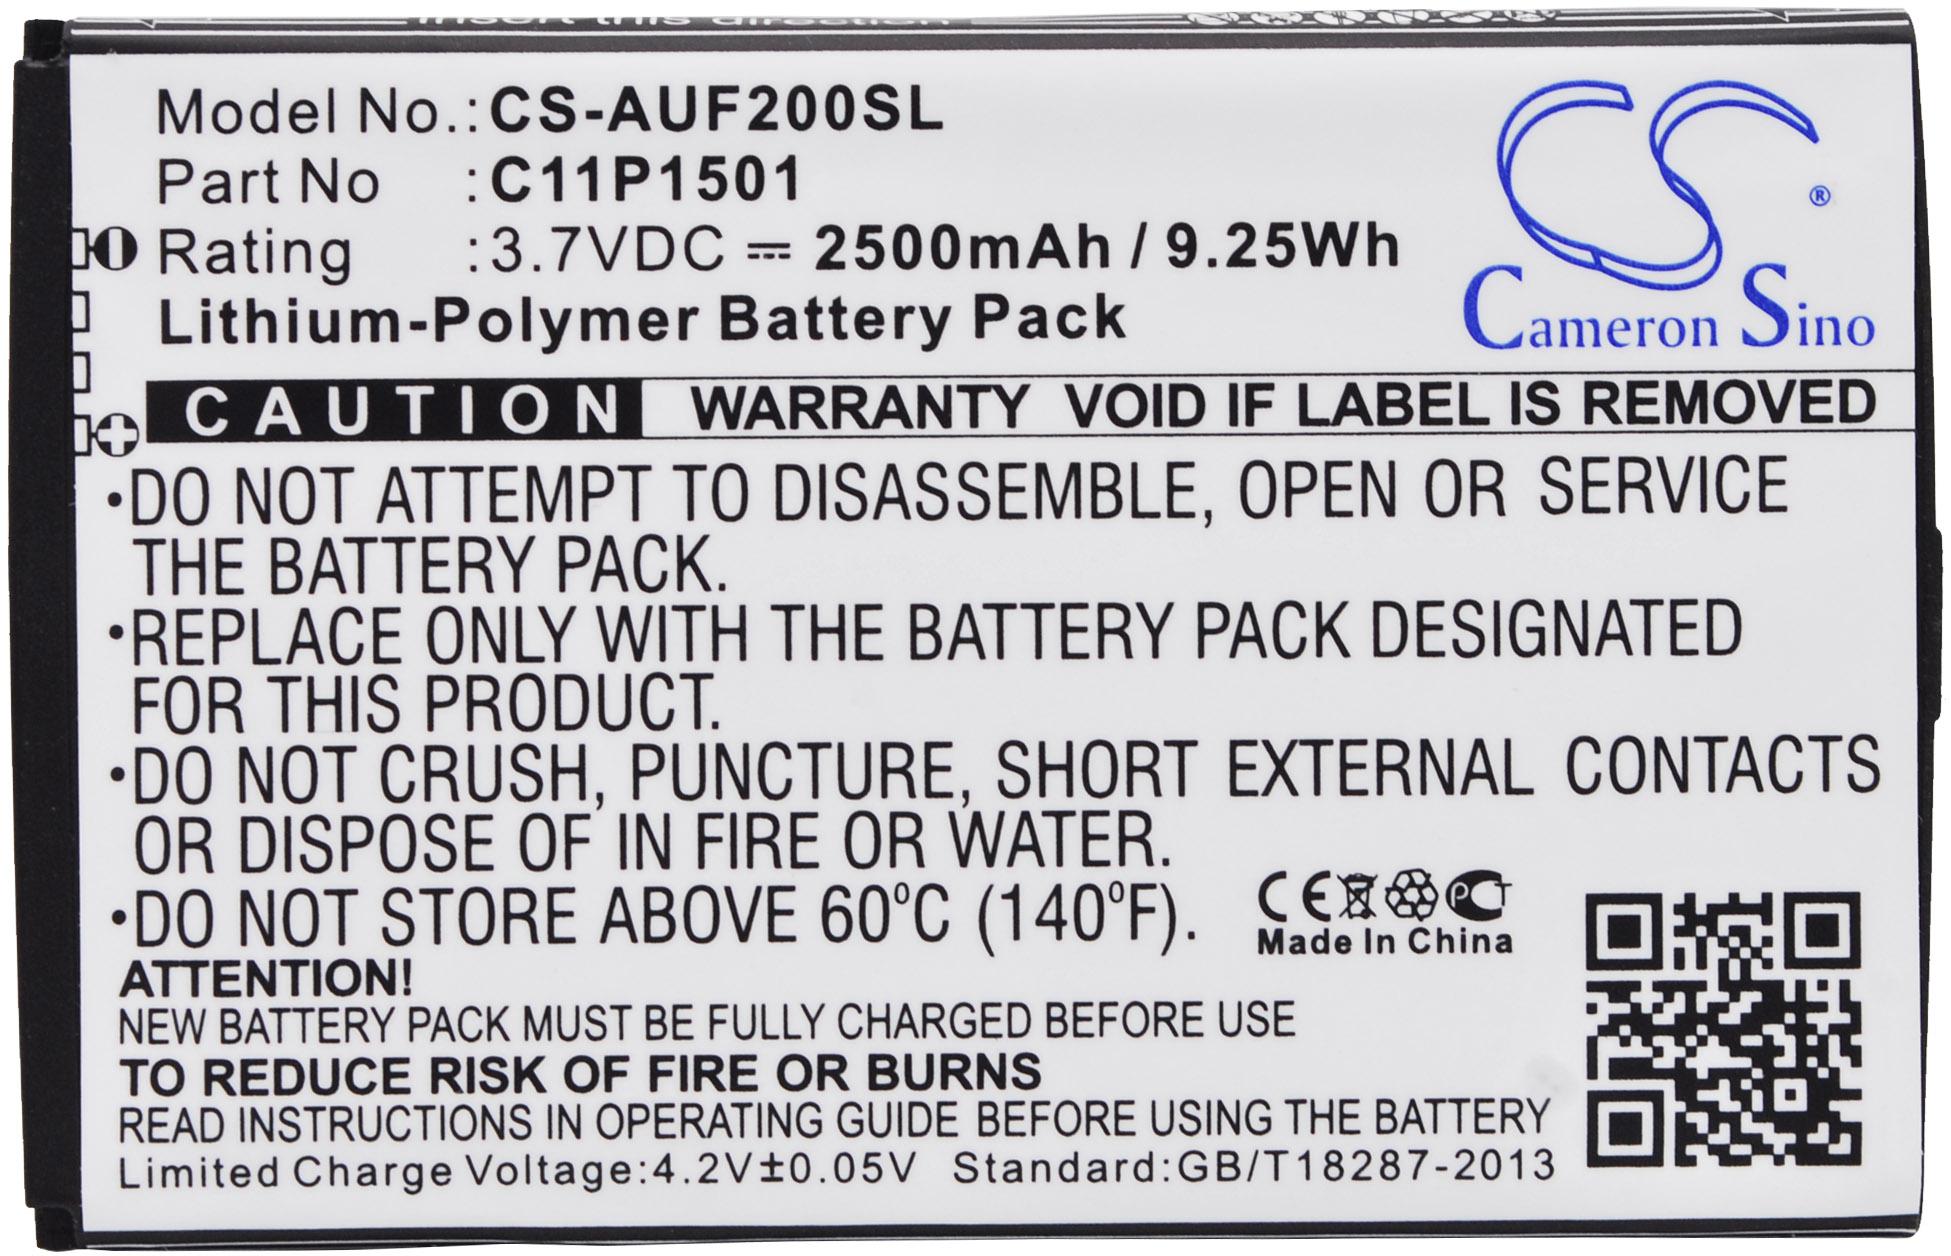 insert this direction
Model No.: CS-AUF200SL
Part No : C11P1501
Rating : 3.7VDC ⎓ 2500mAh / 9.25Wh
Lithium-Polymer Battery Pack
CS®
Cameron Sino
CAUTION WARRANTY VOID IF LABEL IS REMOVED
•DO NOT ATTEMPT TO DISASSEMBLE, OPEN OR SERVICE
THE BATTERY PACK.
•REPLACE ONLY WITH THE BATTERY PACK DESIGNATED
FOR THIS PRODUCT.
•DO NOT CRUSH, PUNCTURE, SHORT EXTERNAL CONTACTS
OR DISPOSE OF IN FIRE OR WATER.
•DO NOT STORE ABOVE 60°C (140°F).
CE PCT
Made In China
ATTENTION!
NEW BATTERY PACK MUST BE FULLY CHARGED BEFORE USE
TO REDUCE RISK OF FIRE OR BURNS
READ INSTRUCTIONS IN OPERATING GUIDE BEFORE USING THE BATTERY
Limited Charge Voltage:4.2V±0.05V Standard:GB/T18287-2013